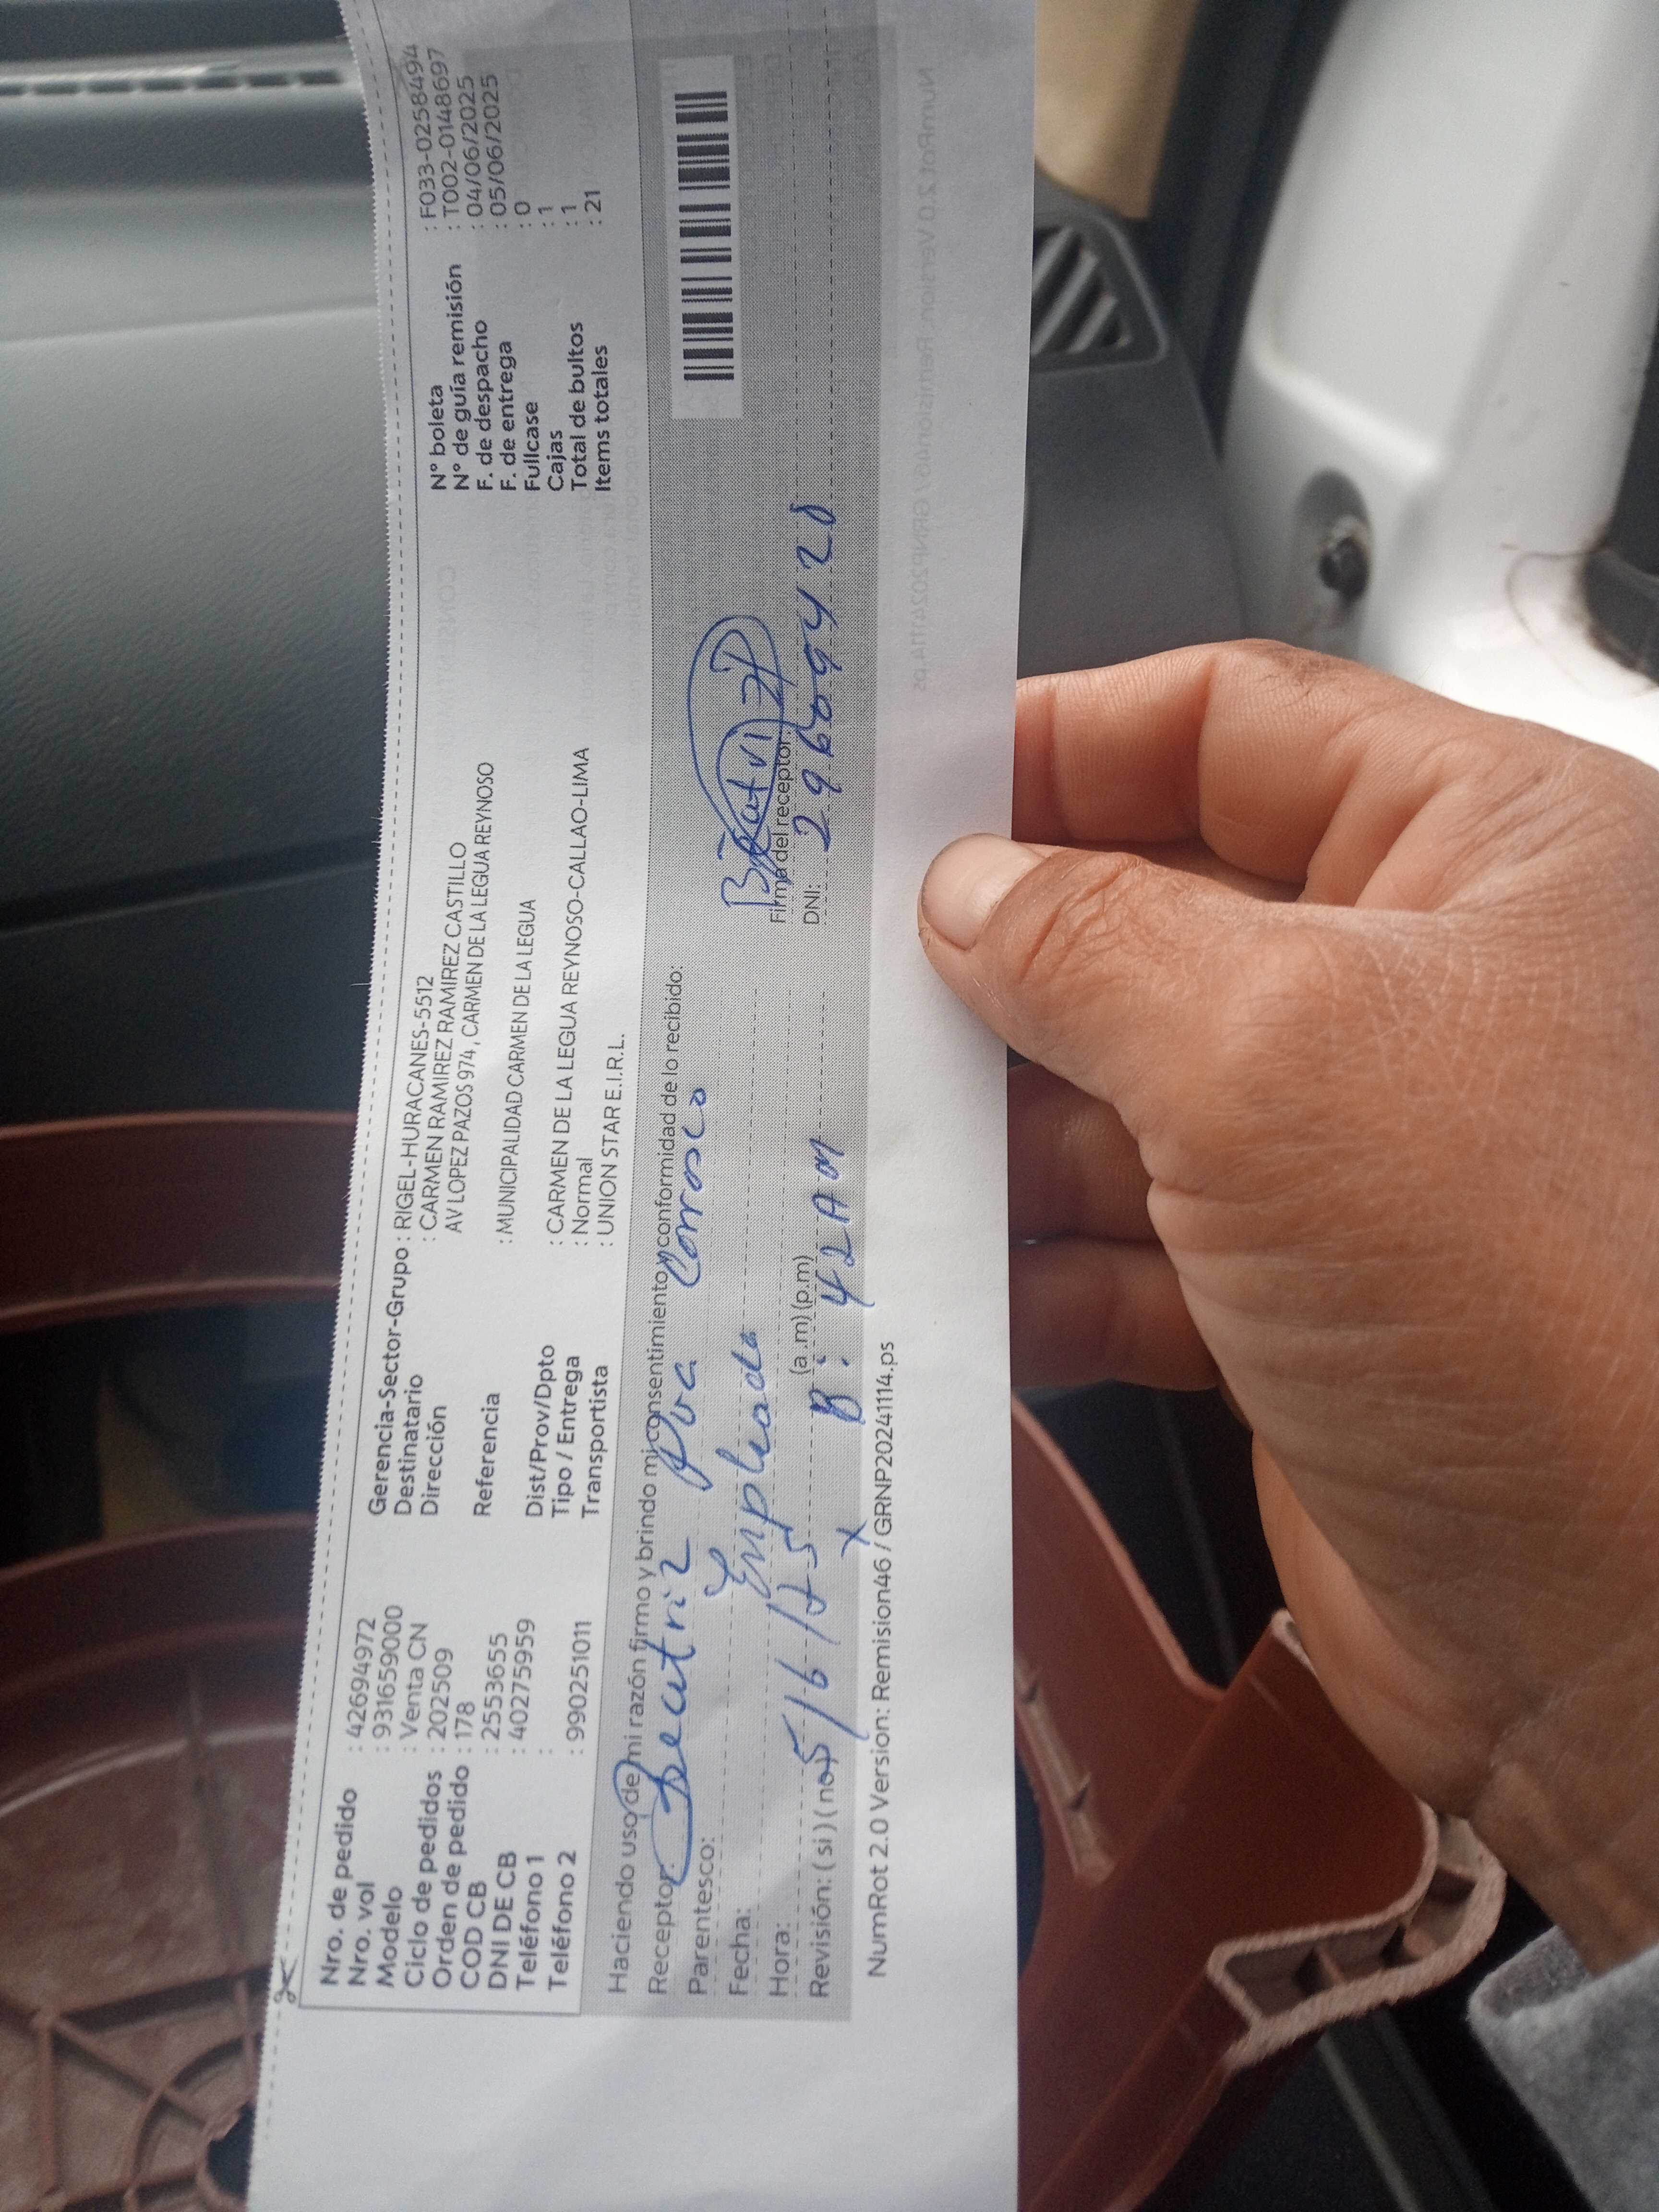 Nro. de pedido : 42694972
Nro. vol : 931659000
Modelo : Venta CN
Ciclo de pedidos : 202509
Orden de pedido : 178
COD CB : 2553655
DNI DE CB : 40275959
Teléfono 1 :
Teléfono 2 : 990251011
Gerencia-Sector-Grupo : RIGEL-HURACANES-5512
Destinatario : CARMEN RAMIREZ RAMIREZ CASTILLO
Dirección AV LOPEZ PAZOS 974, CARMEN DE LA LEGUA REYNOSO
Referencia : MUNICIPALIDAD CARMEN DE LA LEGUA
Dist/Prov/Dpto : CARMEN DE LA LEGUA REYNOSO-CALLAO-LIMA
Tipo / Entrega : Normal
Transportista : UNION STAR E.I.R.L.
N° boleta : F033-0258494
N° de guía remisión : T002-0148697
F. de despacho : 04/06/2025
F. de entrega : 05/06/2025
Fullcase : 0
Cajas : 1
Total de bultos : 1
Items totales : 21
Haciendo uso de mi razón firmo y brindo mi consentimiento y conformidad de lo recibido:
Receptor: Beatriz
Parentesco: Empleada
Fecha: 5/6/25
Hora: (a.m) (p.m) 8:42 AM
Revisión: (si) (no) x
Firma del receptor:
DNI:
NumRot 2.0 Version: Remision46 / GRNP20241114.ps